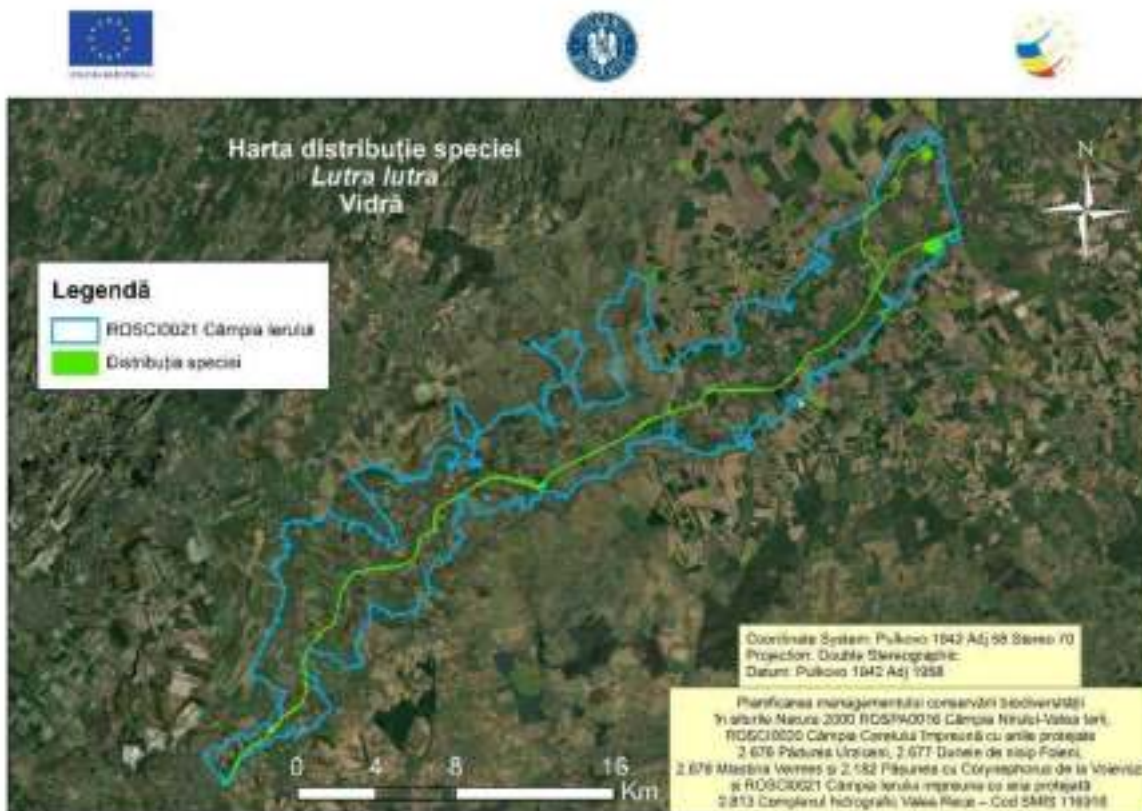 Harta distribuție speciei
Lutra lutra
Vidră
N
Legendă
ROSCI0021 Câmpia Ierului
Distribuția speciei
0 4 8 16
Km
Coordinate System: Pulkovo 1942 Adj 58 Stereo 70
Projection: Double Stereographic
Datum: Pulkovo 1942 Adj 1958
Planificarea managementului conservării biodiversității
în siturile Natura 2000 ROSPA0016 Câmpia Nirului-Valea Ierii,
ROSCI0020 Câmpia Careiului împreună cu ariile protejate
2.676 Pădurea Urziceni, 2.677 Dunele de nisip Foieni,
2.678 Mlaștina Vermeș și 2.182 Pășunea cu Corynephorus de la Voievozi
și ROSCI0021 Câmpia Ierului împreună cu aria protejată
2.813 Complexul hidrografic Valea Rece – Cod SMIS